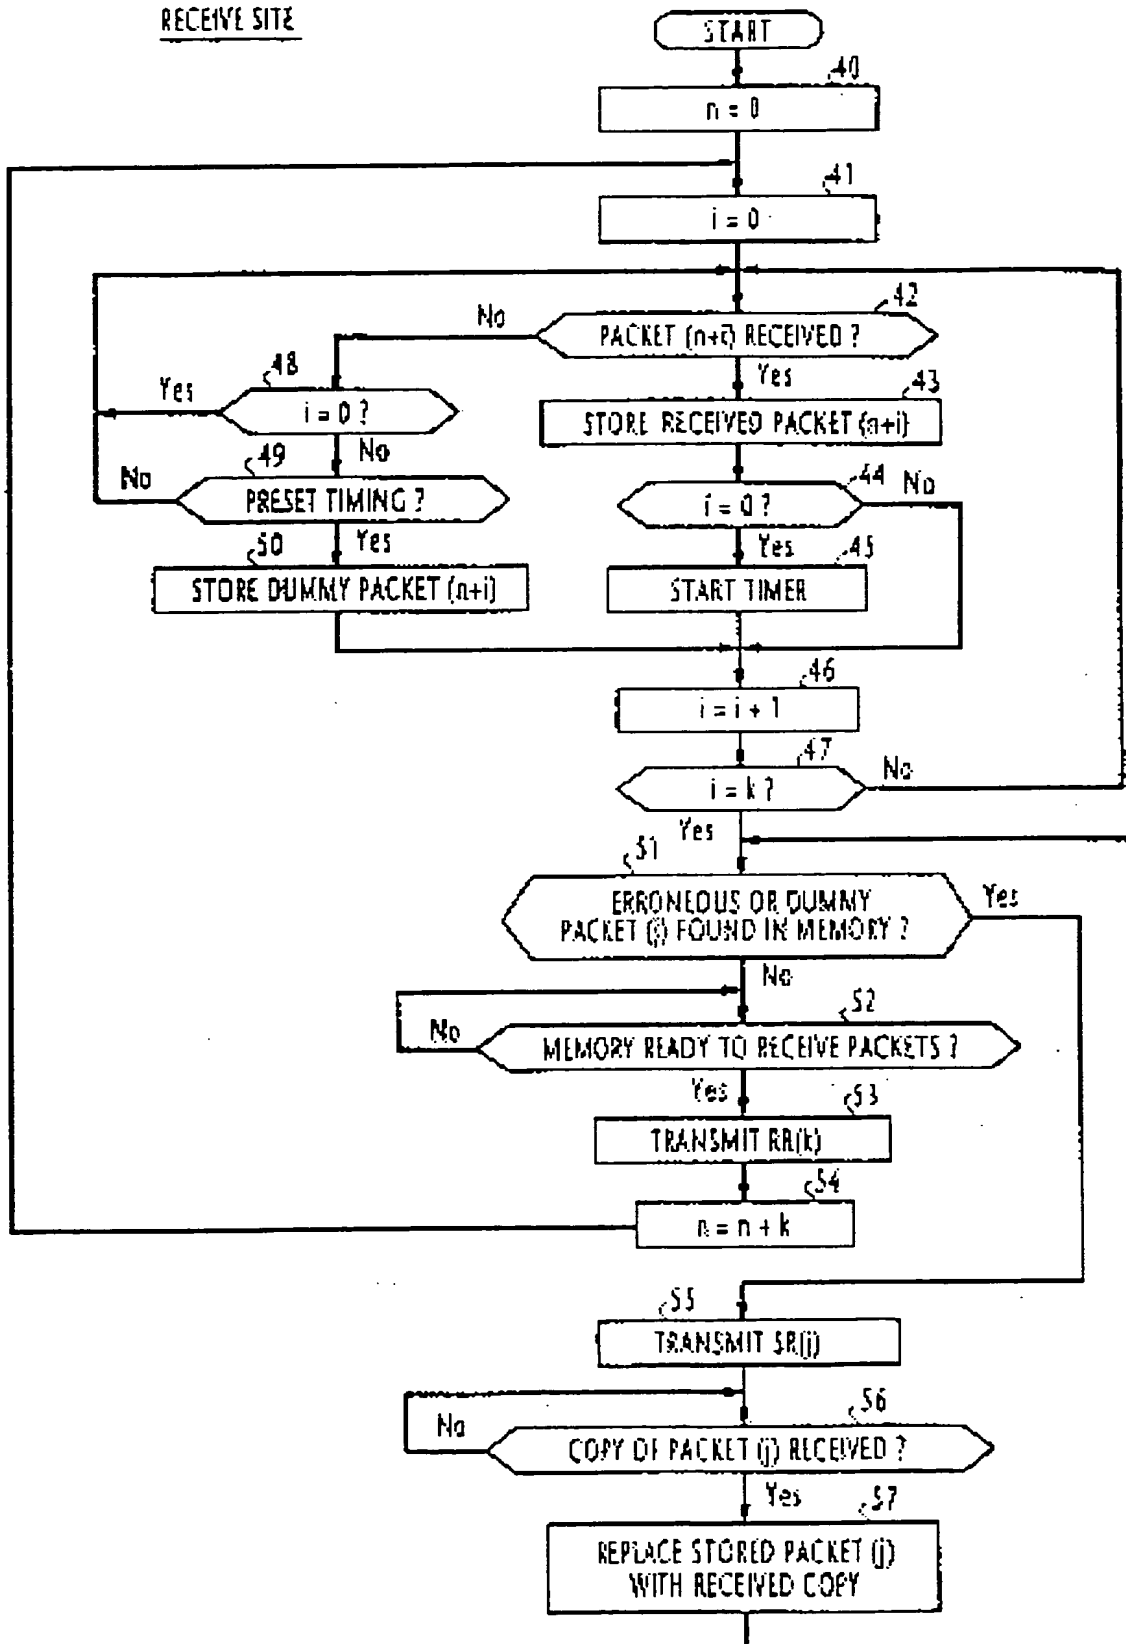 RECEIVE SITE
START
40
n = 0
41
i = 0
42
No
PACKET (n+i) RECEIVED ?
Yes
48
Yes
i = 0 ?
No
43
STORE RECEIVED PACKET (n+i)
49
No
PRESET TIMING ?
Yes
44
No
i = 0 ?
Yes
50
STORE DUMMY PACKET (n+i)
45
START TIMER
46
i = i + 1
47
i = k ?
No
Yes
51
ERRONEOUS OR DUMMY
PACKET (j) FOUND IN MEMORY ?
Yes
No
52
No
MEMORY READY TO RECEIVE PACKETS ?
Yes
53
TRANSMIT RR(k)
54
n = n + k
55
TRANSMIT SR(j)
56
No
COPY OF PACKET (j) RECEIVED ?
Yes
57
REPLACE STORED PACKET (j)
WITH RECEIVED COPY